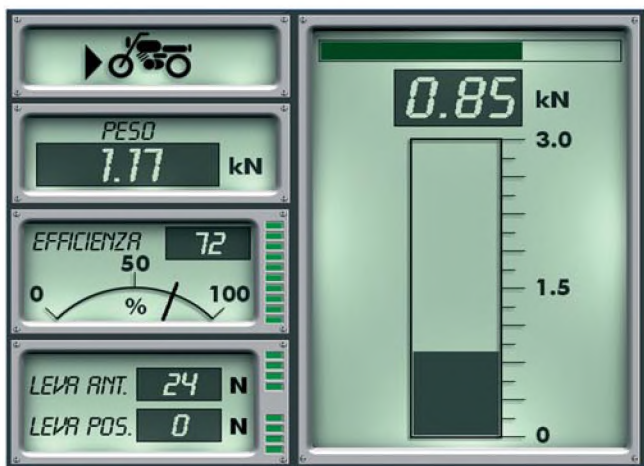 PESO
1.17 kN
EFFICIENZA 72
50
0 % 100
LEVA ANT. 24 N
LEVA POS. 0 N
0.85 kN
3.0
1.5
0